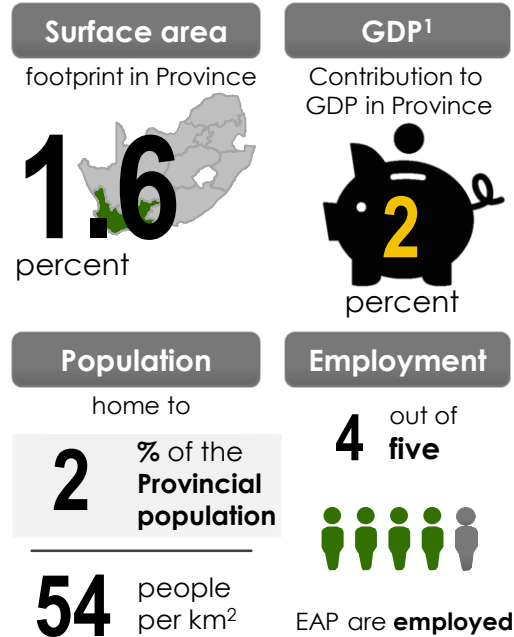 Surface area
footprint in Province
1.6
percent
GDP¹
Contribution to
GDP in Province
2
percent
Population
home to
2
% of the
Provincial
population
54
people
per km²
Employment
4
out of
five
EAP are employed